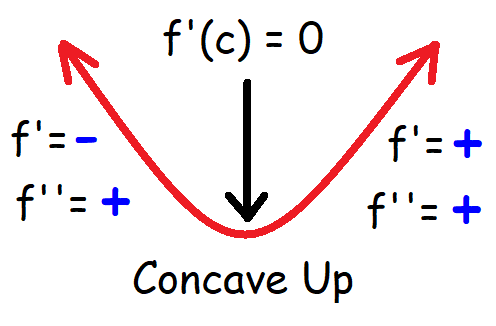 f'(c) = 0
f'= -
f''= +
f'= +
f''= +
Concave Up